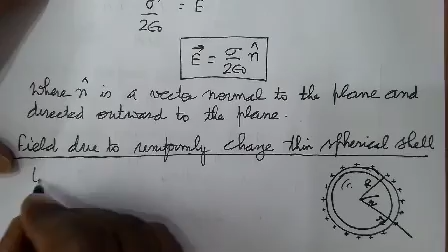 σ/2ε₀ = E
E⃗ = σ/2ε₀ n̂
Where n̂ is a vector normal to the plane and
directed outward to the plane.
Field due to uniformly charge thin spherical shell
R